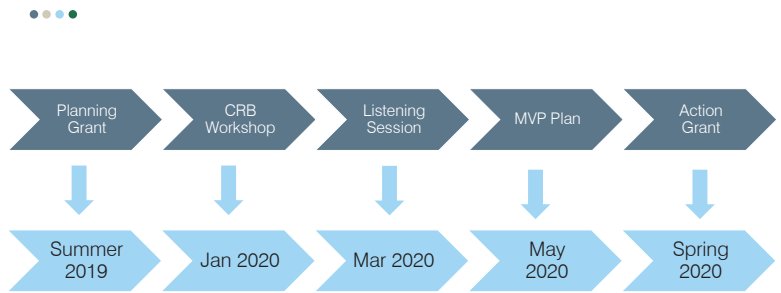 Planning
Grant
CRB
Workshop
Listening
Session
MVP Plan
Action
Grant
Summer
2019
Jan 2020
Mar 2020
May
2020
Spring
2020